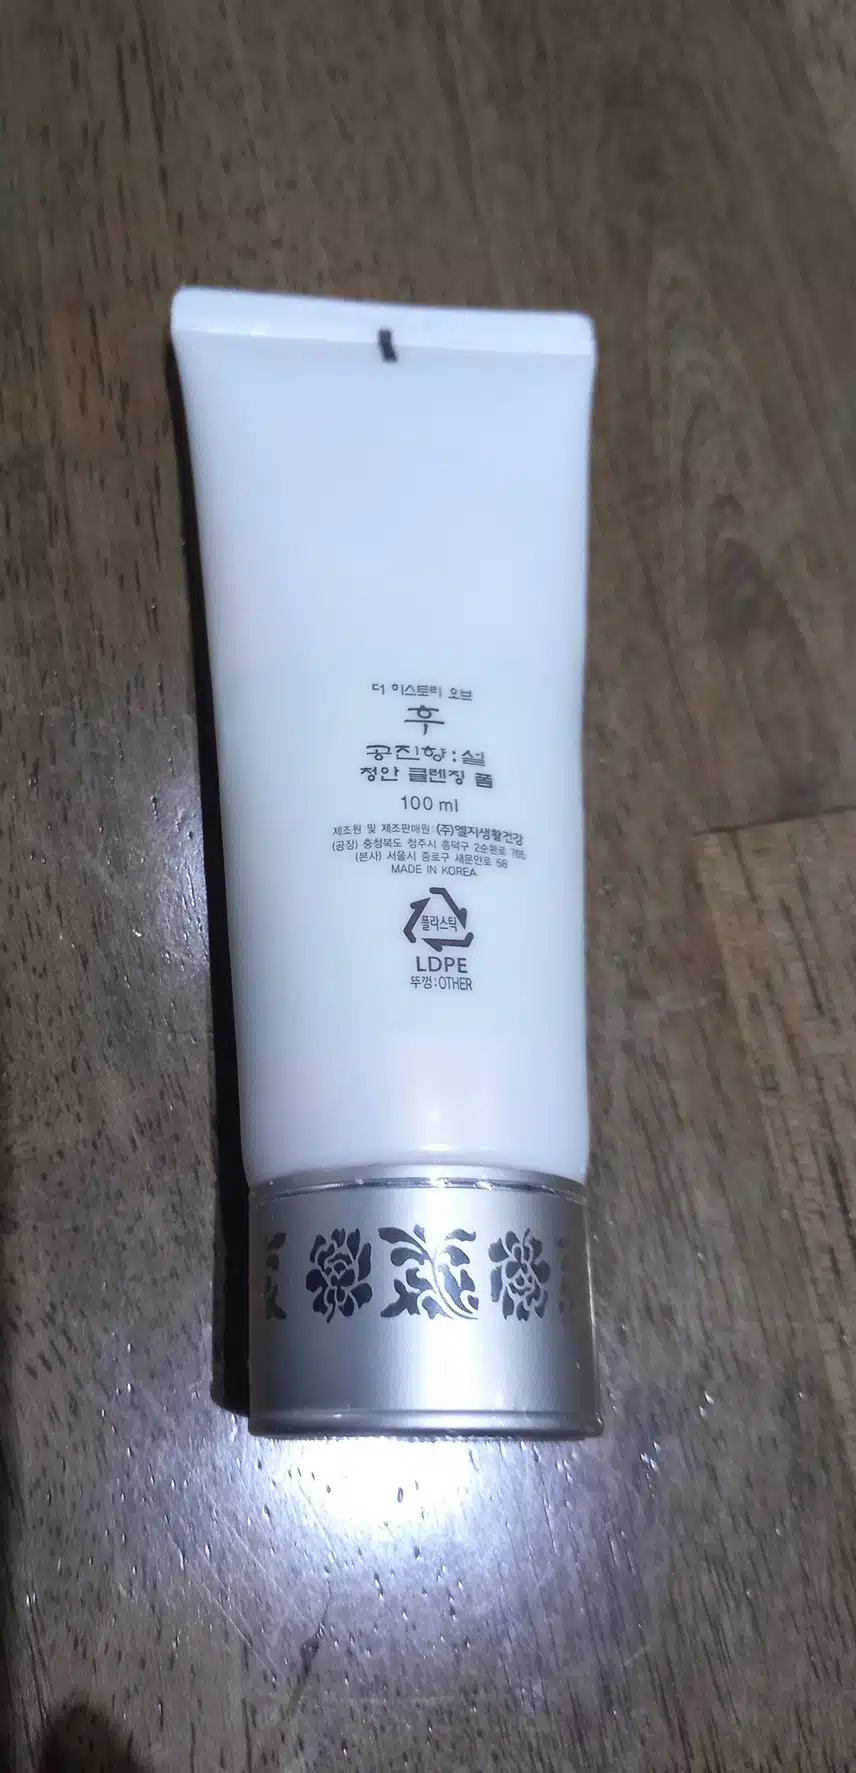 더 히스토리 오브
후
공진향:설
청안 클렌징 폼
100 ml
제조원 및 제조판매원: (주)엘지생활건강
(공장) 충청북도 청주시 흥덕구 2순환로 766
(본사) 서울시 종로구 새문안로 58
MADE IN KOREA
플라스틱
LDPE
뚜껑:OTHER